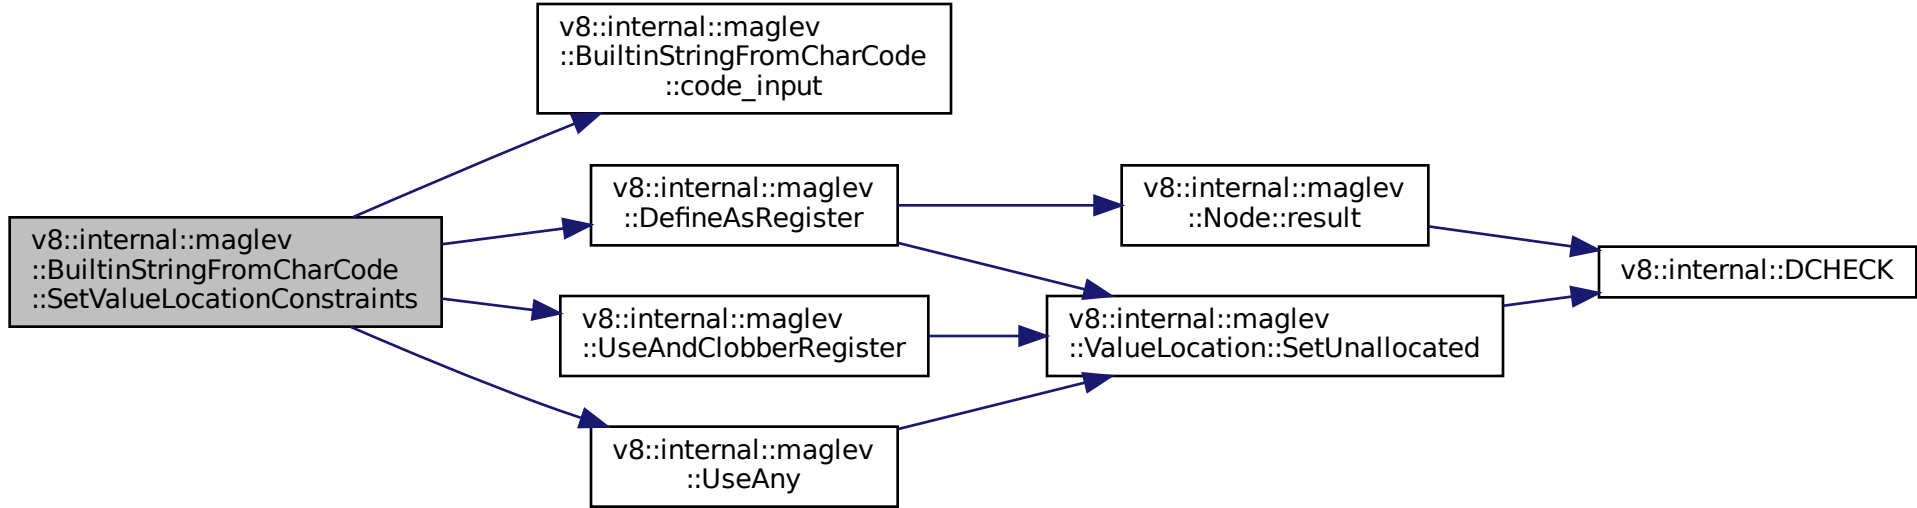 v8::internal::maglev
::BuiltinStringFromCharCode
::SetValueLocationConstraints
v8::internal::maglev
::BuiltinStringFromCharCode
::code_input
v8::internal::maglev
::DefineAsRegister
v8::internal::maglev
::UseAndClobberRegister
v8::internal::maglev
::UseAny
v8::internal::maglev
::Node::result
v8::internal::maglev
::ValueLocation::SetUnallocated
v8::internal::DCHECK